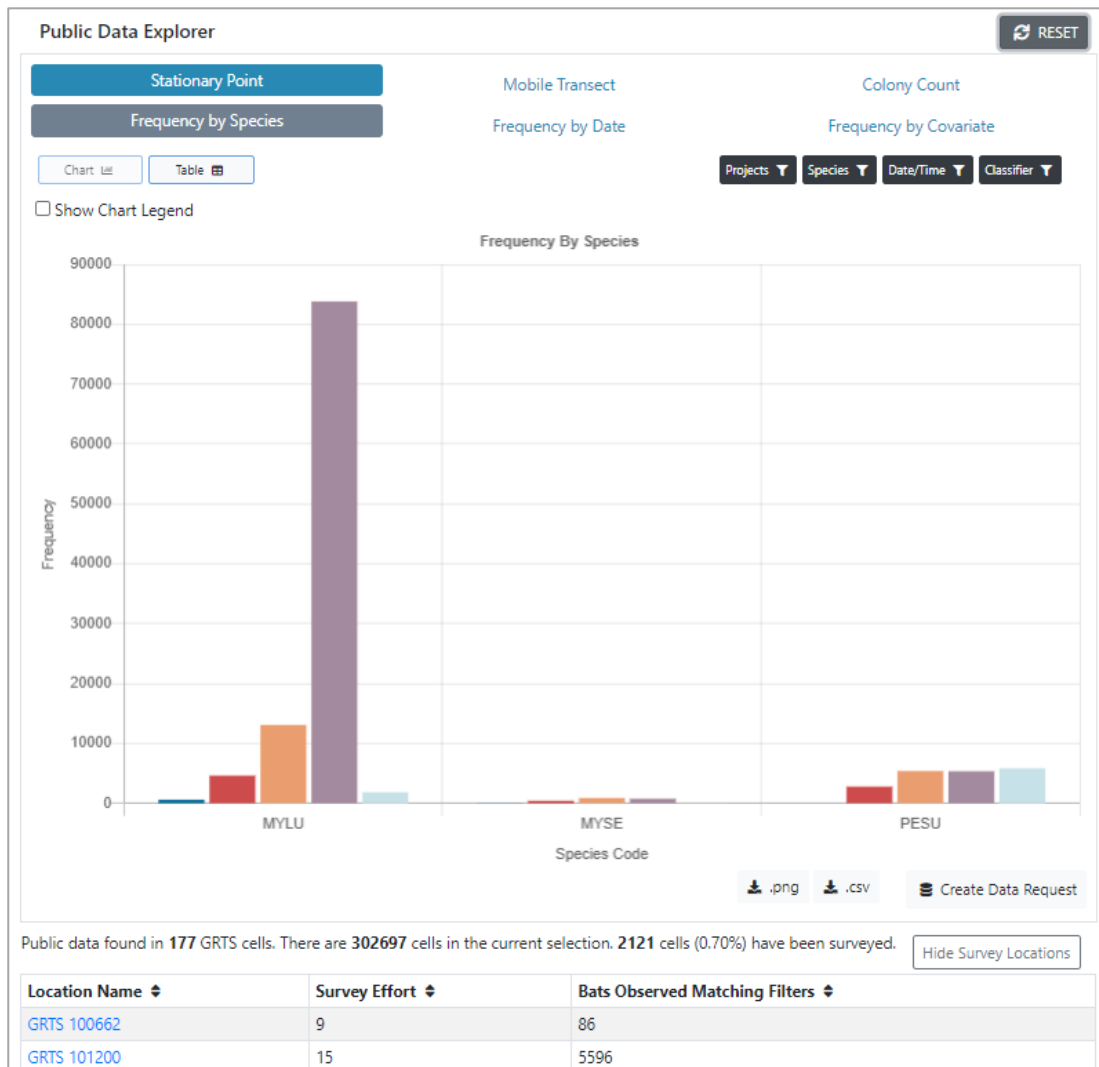 Public Data Explorer
RESET
Stationary Point
Mobile Transect
Colony Count
Frequency by Species
Frequency by Date
Frequency by Covariate
Chart
Table
Projects
Species
Date/Time
Classifier
Show Chart Legend
Frequency By Species
90000
80000
70000
60000
50000
40000
30000
20000
10000
0
Frequency
MYLU
MYSE
PESU
Species Code
.png
.csv
Create Data Request
Public data found in 177 GRTS cells. There are 302697 cells in the current selection. 2121 cells (0.70%) have been surveyed.
Hide Survey Locations
Location Name
Survey Effort
Bats Observed Matching Filters
GRTS 100662
9
86
GRTS 101200
15
5596